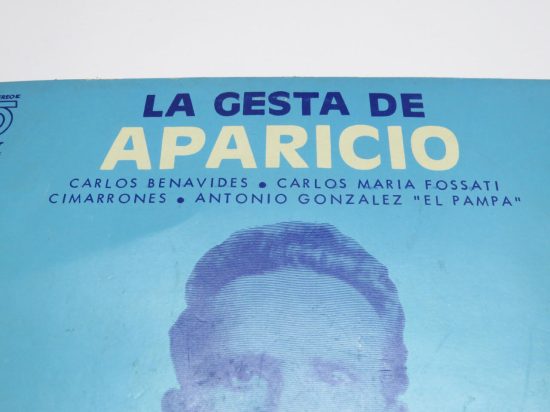 LA GESTA DE
APARICIO
CARLOS BENAVIDES • CARLOS MARIA FOSSATI
CIMARRONES • ANTONIO GONZALEZ "EL PAMPA"